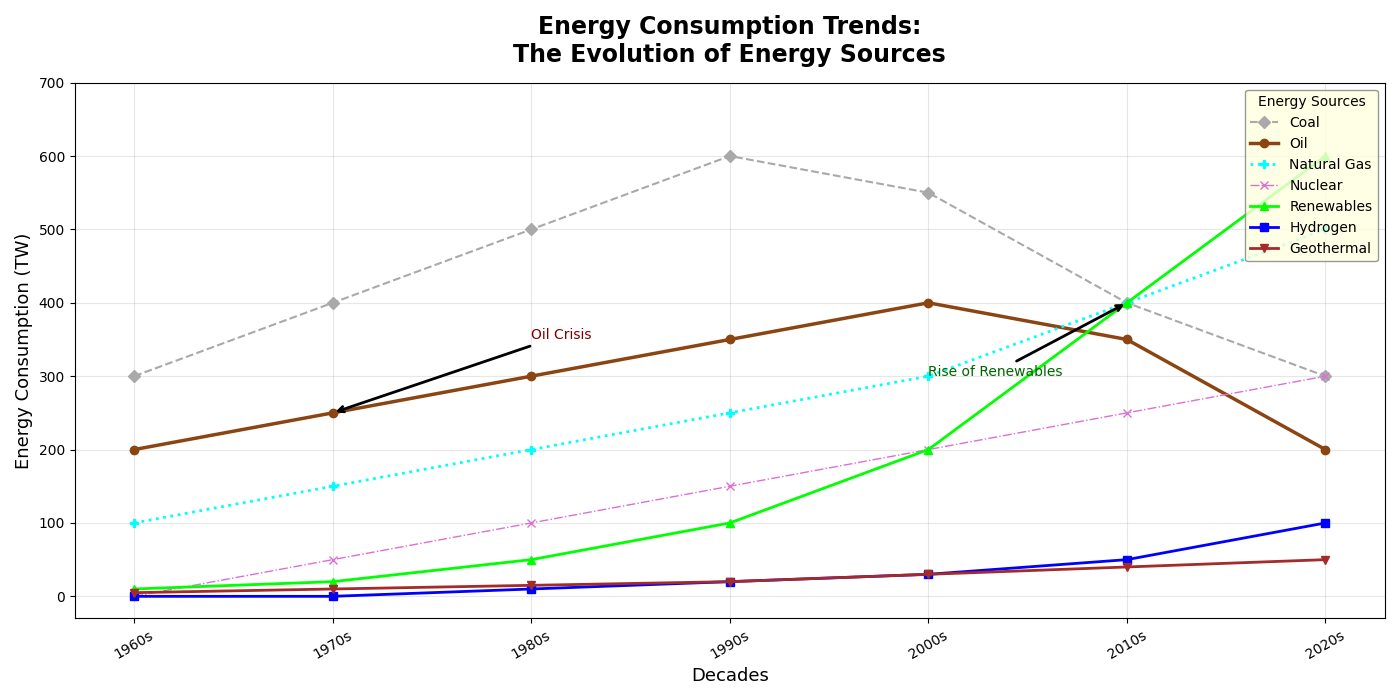 Energy Consumption Trends:
The Evolution of Energy Sources
Energy Consumption (TW)
700
600
500
400
300
200
100
0
Energy Sources
Coal
Oil
Natural Gas
Nuclear
Renewables
Hydrogen
Geothermal
Oil Crisis
Rise of Renewables
1960s
1970s
1980s
1990s
2000s
2010s
2020s
Decades